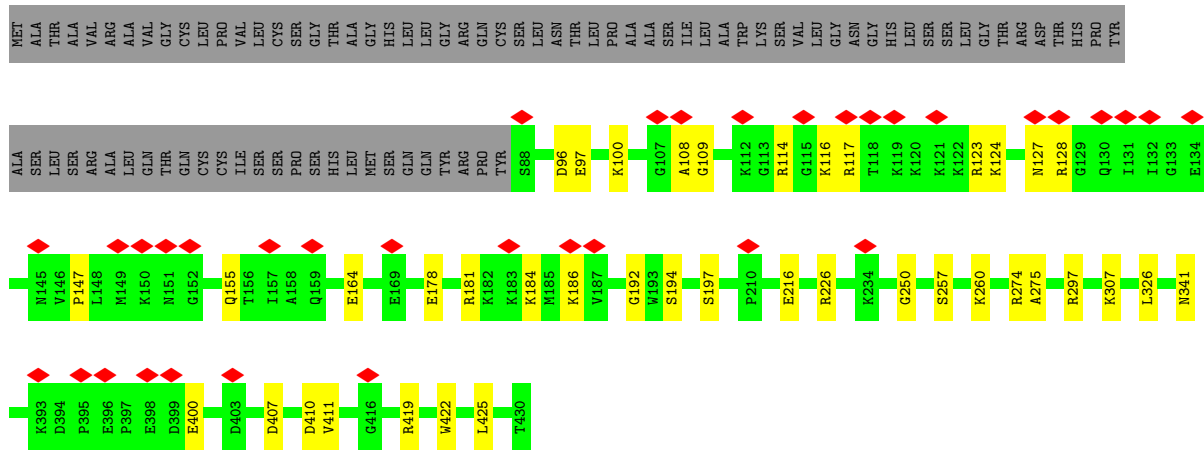 MET ALA THR ALA VAL ARG ALA VAL GLY CYS LEU PRO VAL LEU CYS SER GLY THR ALA GLY HIS LEU LEU GLY ARG GLN CYS SER LEU ASN THR LEU PRO ALA ALA SER ILE LEU ALA TRP LYS SER VAL LEU GLY ASN GLY HIS LEU SER SER LEU GLY THR ARG ASP THR HIS PRO TYR
ALA SER LEU SER ARG ALA LEU GLN THR GLN CYS CYS ILE SER SER PRO SER HIS LEU MET SER GLN GLN TYR ARG PRO TYR S88 D96 E97 K100 G107 A108 G109 K112 G113 R114 G115 K116 R117 T118 K119 K120 K121 K122 R123 K124 N127 R128 G129 Q130 I131 I132 G133 E134
N145 V146 P147 L148 M149 K150 N151 G152 Q155 T156 I157 A158 Q159 E164 E169 E178 R181 K182 K183 K184 M185 K186 V187 G192 W193 S194 S197 P210 E216 R226 K234 G250 S257 K260 R274 A275 R297 K307 L326 N341
K393 D394 P395 E396 P397 E398 D399 E400 D403 D407 D410 V411 G416 R419 W422 L425 T430